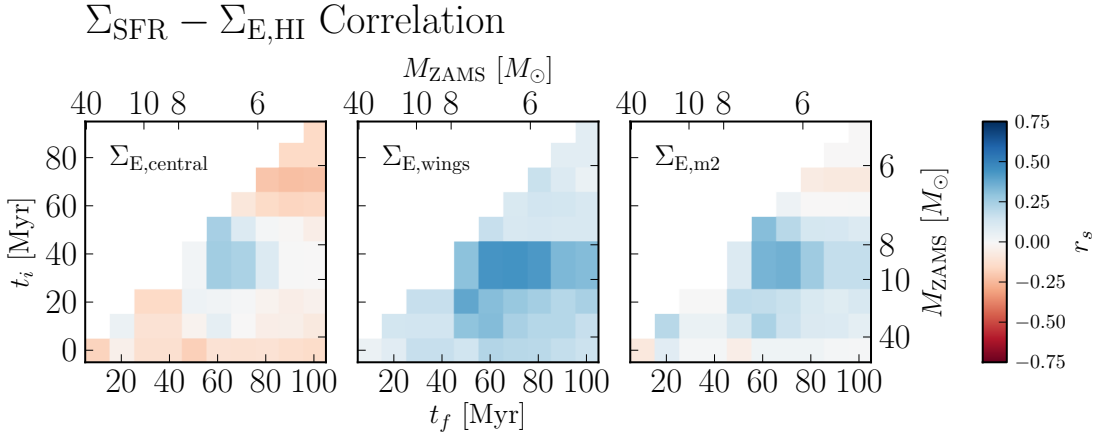 Σ_SFR − Σ_E,HI Correlation
M_ZAMS [M_⊙]
40 10 8 6
40 10 8 6
40 10 8 6
Σ_E,central
Σ_E,wings
Σ_E,m2
t_i [Myr]
80
60
40
20
0
6
8
10
40
M_ZAMS [M_⊙]
20 40 60 80 100
20 40 60 80 100
20 40 60 80 100
t_f [Myr]
0.75
0.50
0.25
0.00
−0.25
−0.50
−0.75
r_s